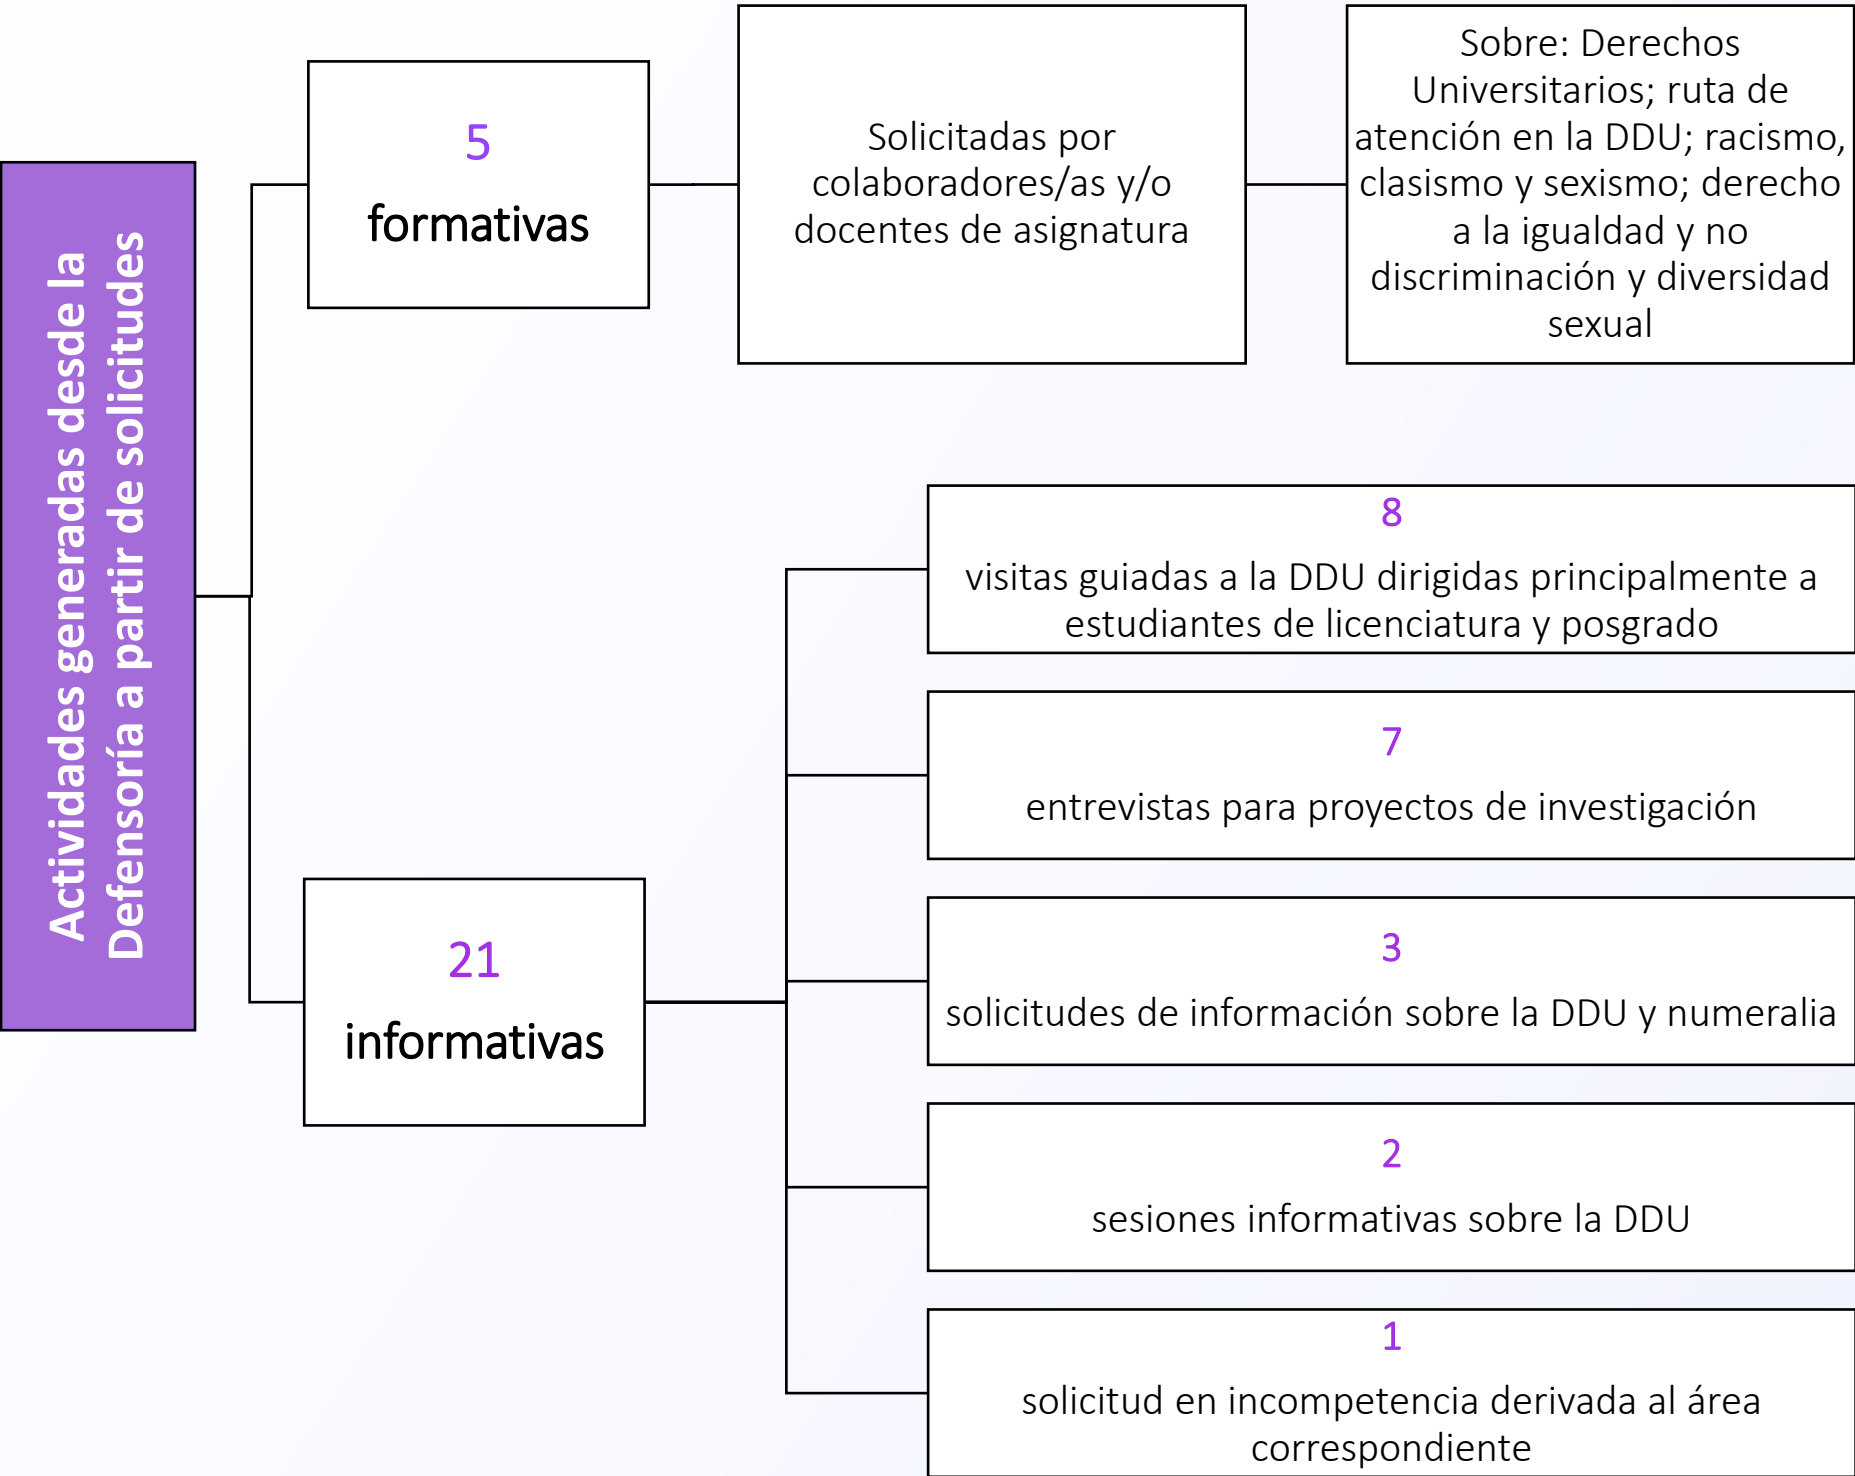 Actividades generadas desde la
Defensoría a partir de solicitudes
5
formativas
Solicitadas por
colaboradores/as y/o
docentes de asignatura
Sobre: Derechos
Universitarios; ruta de
atención en la DDU; racismo,
clasismo y sexismo; derecho
a la igualdad y no
discriminación y diversidad
sexual
21
informativas
8
visitas guiadas a la DDU dirigidas principalmente a
estudiantes de licenciatura y posgrado
7
entrevistas para proyectos de investigación
3
solicitudes de información sobre la DDU y numeralia
2
sesiones informativas sobre la DDU
1
solicitud en incompetencia derivada al área
correspondiente